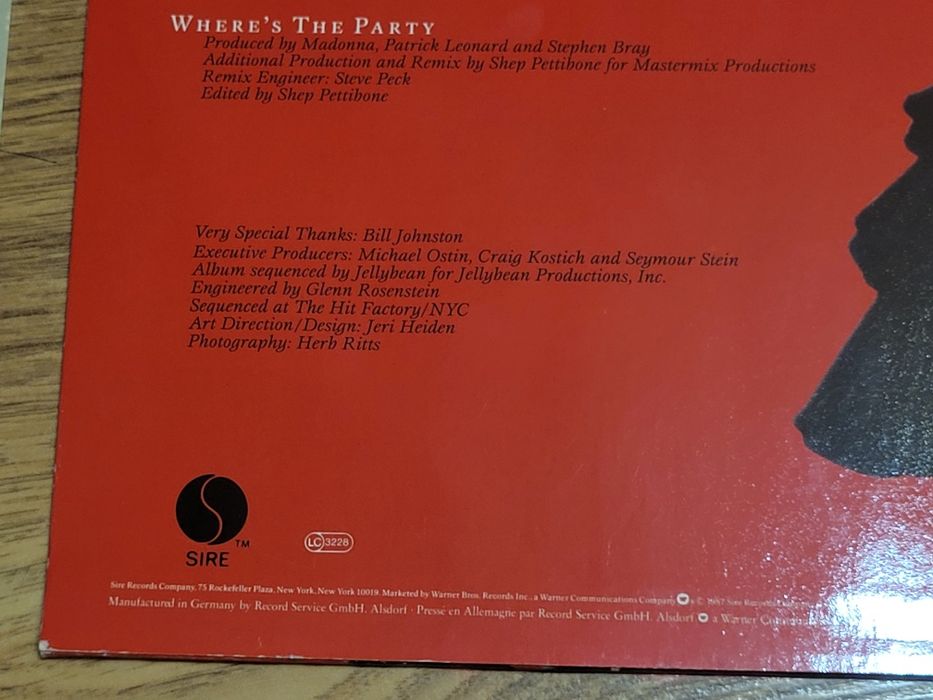 WHERE'S THE PARTY
Produced by Madonna, Patrick Leonard and Stephen Bray
Additional Production and Remix by Shep Pettibone for Mastermix Productions
Remix Engineer: Steve Peck
Edited by Shep Pettibone
Very Special Thanks: Bill Johnston
Executive Producers: Michael Ostin, Craig Kostich and Seymour Stein
Album sequenced by Jellybean for Jellybean Productions, Inc.
Engineered by Glenn Rosenstein
Sequenced at The Hit Factory/NYC
Art Direction/Design: Jeri Heiden
Photography: Herb Ritts
SIRE TM
LC 3228
Sire Records Company, 75 Rockefeller Plaza, New York, New York 10019. Marketed by Warner Bros. Records Inc., a Warner Communications Company © 1987 Sire
Manufactured in Germany by Record Service GmbH. Alsdorf · Pressé en Allemagne par Record Service GmbH. Alsdorf a Warner